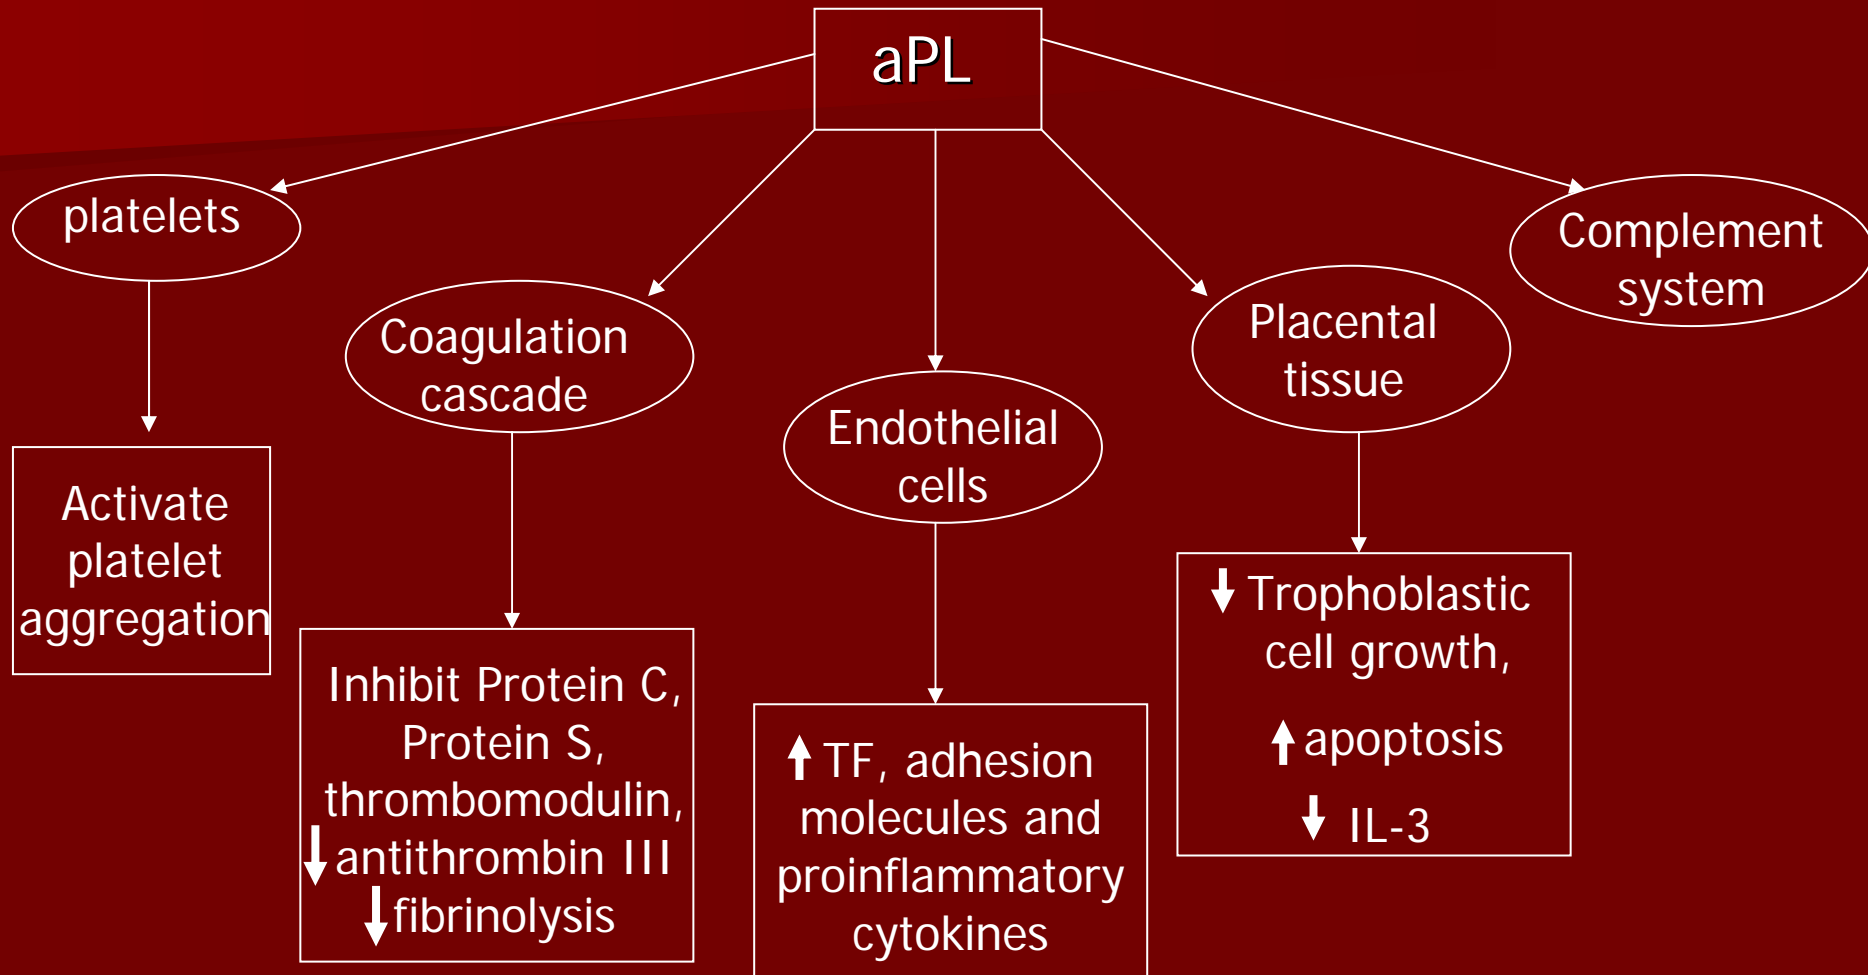 aPL
platelets
Activate
platelet
aggregation
Coagulation
cascade
Inhibit Protein C,
Protein S,
thrombomodulin,
↓ antithrombin III
↓ fibrinolysis
Endothelial
cells
↑ TF, adhesion
molecules and
proinflammatory
cytokines
Placental
tissue
↓ Trophoblastic
cell growth,
↑ apoptosis
↓ IL-3
Complement
system